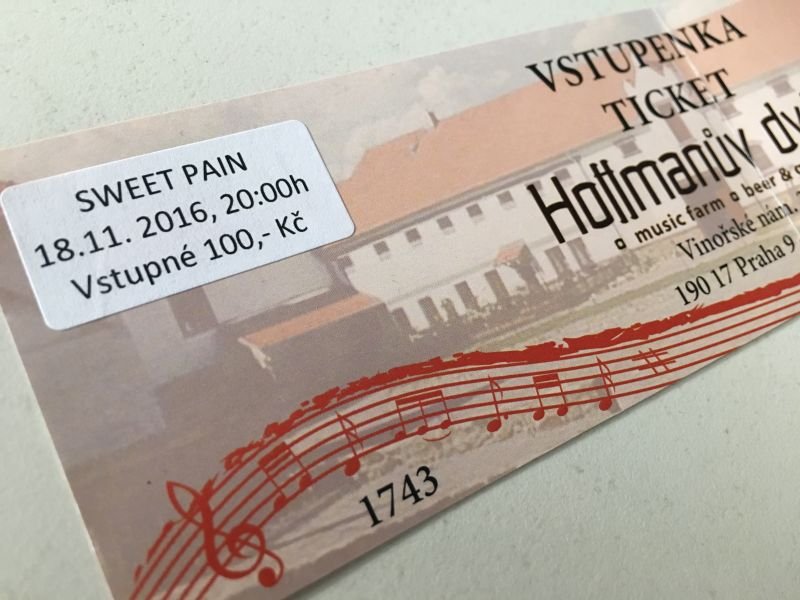 SWEET PAIN
18.11. 2016, 20:00h
Vstupné 100,- Kč
VSTUPENKA
TICKET
Hoffmanův
a music farm a beer &
Vinořské nám.
190 17 Praha 9
1743